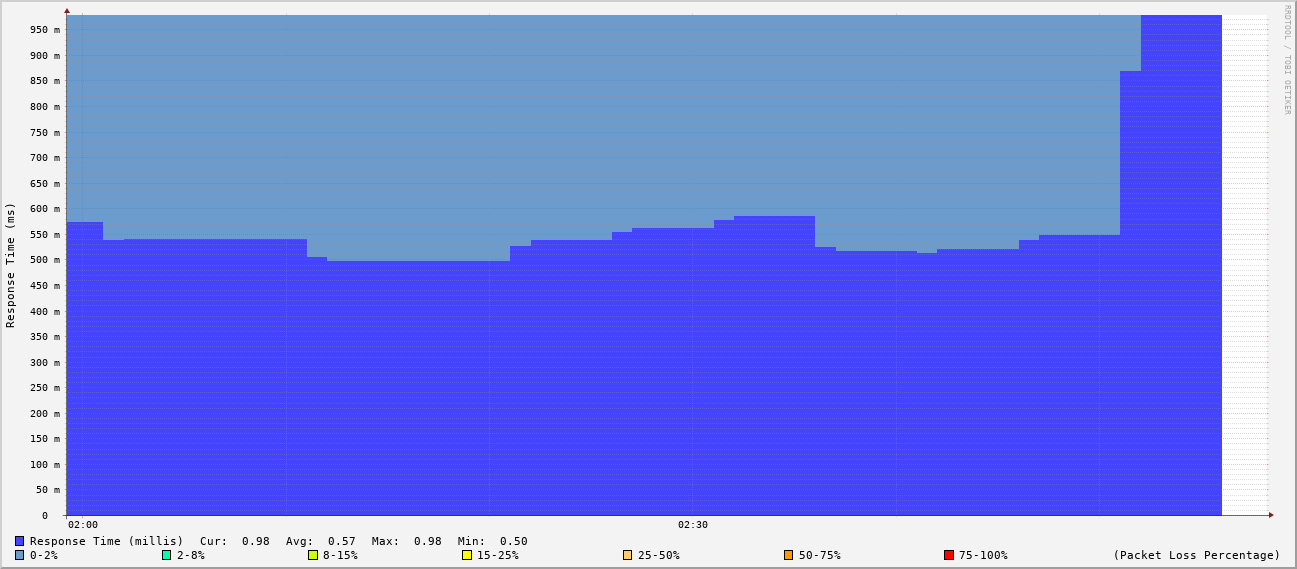 RRDTOOL / TOBI OETIKER
Response Time (ms)
950 m
900 m
850 m
800 m
750 m
700 m
650 m
600 m
550 m
500 m
450 m
400 m
350 m
300 m
250 m
200 m
150 m
100 m
50 m
0
02:00 02:30
Response Time (millis) Cur: 0.98 Avg: 0.57 Max: 0.98 Min: 0.50
0-2% 2-8% 8-15% 15-25% 25-50% 50-75% 75-100% (Packet Loss Percentage)